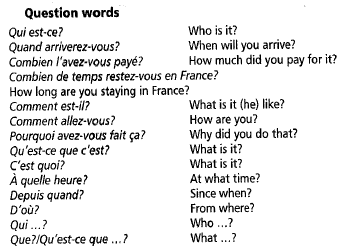 Question words
Qui est-ce? Who is it?
Quand arriverez-vous? When will you arrive?
Combien l'avez-vous payé? How much did you pay for it?
Combien de temps restez-vous en France?
How long are you staying in France?
Comment est-il? What is it (he) like?
Comment allez-vous? How are you?
Pourquoi avez-vous fait ça? Why did you do that?
Qu'est-ce que c'est? What is it?
C'est quoi? What is it?
À quelle heure? At what time?
Depuis quand? Since when?
D'où? From where?
Qui ...? Who ...?
Que?/Qu'est-ce que ...? What ...?